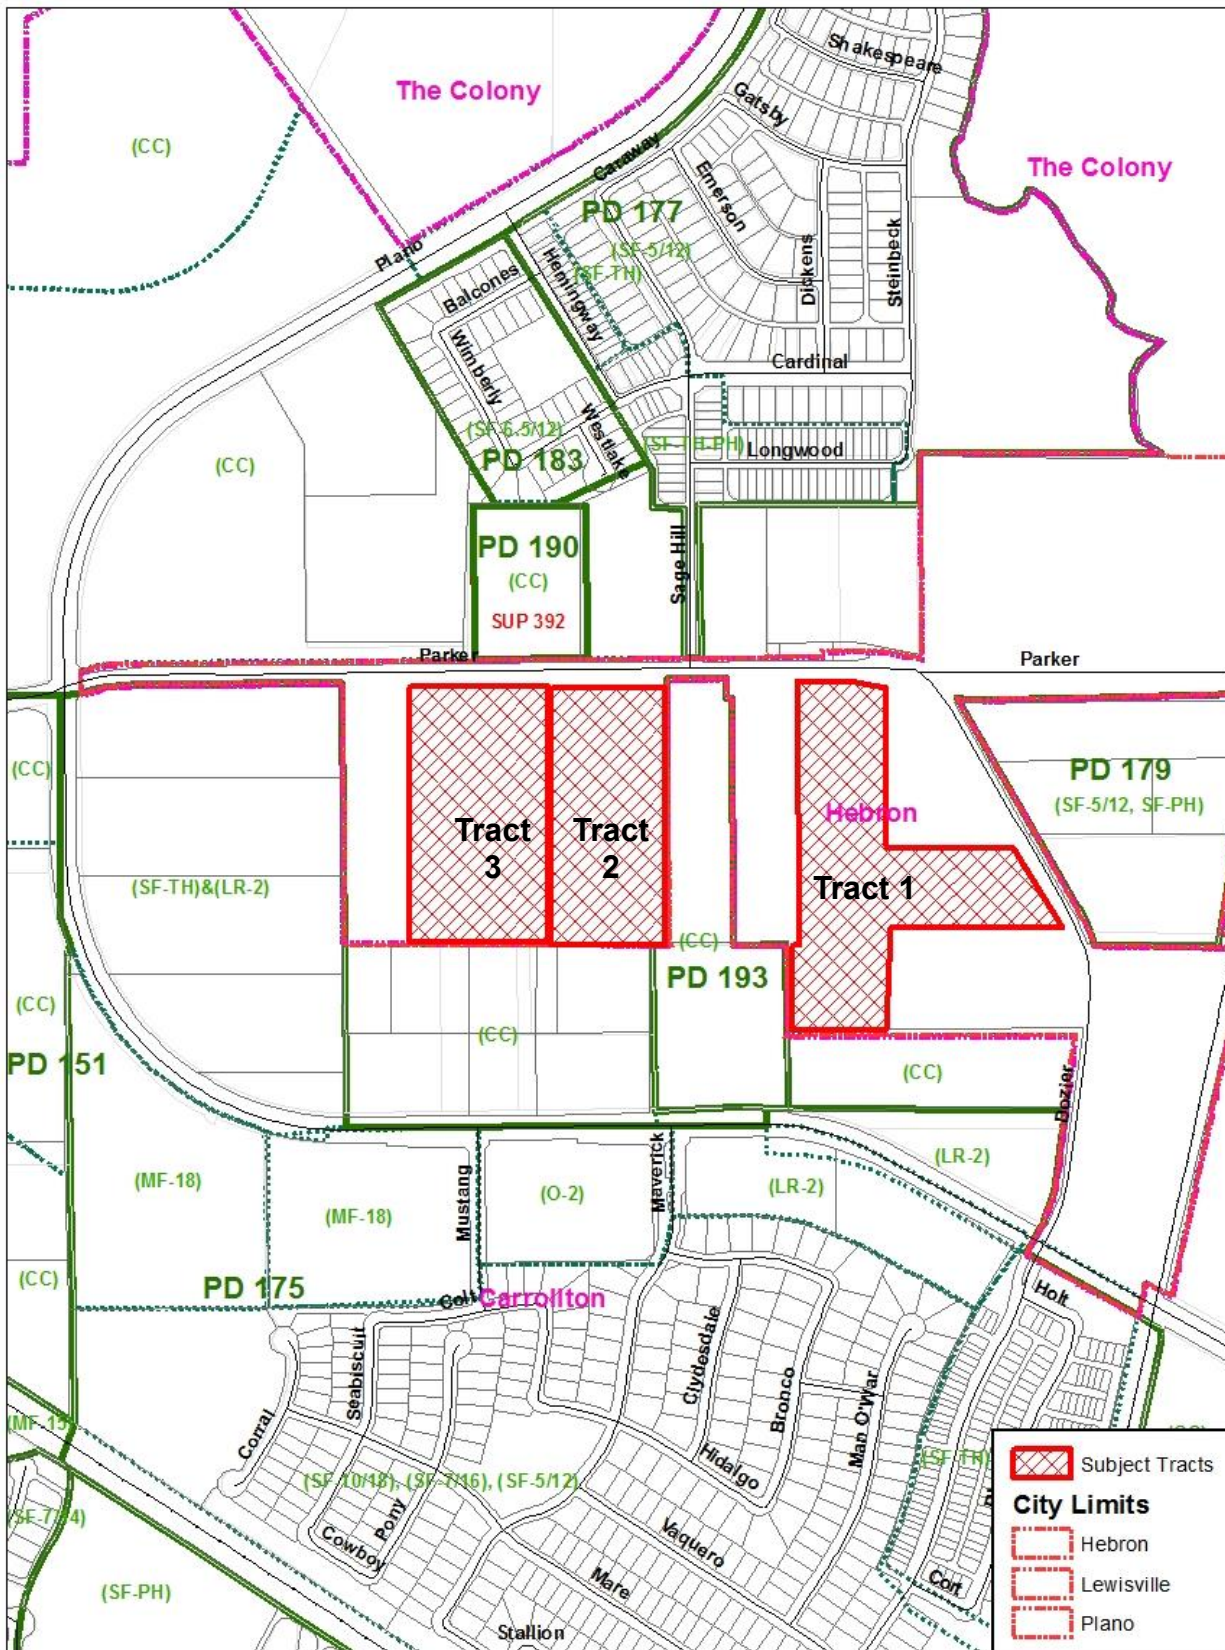 Shakespeare
The Colony
Gatsby
(CC)
Caraway
The Colony
Emerson
PD 177
(SF-5/12)
(SF-TH)
Plano
Hemingway
Dickens
Steinbeck
Balcones
Wimberly
Cardinal
Westlake
(SF-6.5/12)
(SF-TH-PH)
Longwood
(CC)
PD 183
PD 190
(CC)
SUP 392
Sage Hill
Parker
Parker
(CC)
PD 179
(SF-5/12, SF-PH)
Hebron
Tract
3
Tract
2
Tract 1
(SF-TH)&(LR-2)
(CC)
PD 193
(CC)
(CC)
PD 151
(CC)
Dozier
(MF-18)
(MF-18)
Mustang
(O-2)
Maverick
(LR-2)
(LR-2)
(CC)
PD 175
Colt
Carrollton
Holt
Seabiscuit
Clydesdale
Bronco
Man O'War
Corral
(MF-15)
Hidalgo
(SF-10/18), (SF-7/16), (SF-5/12)
(SF-TH)
Pony
Cowboy
Vaquero
Mare
Colt
(SF-PH)
Stallion
Subject Tracts
City Limits
Hebron
Lewisville
Plano